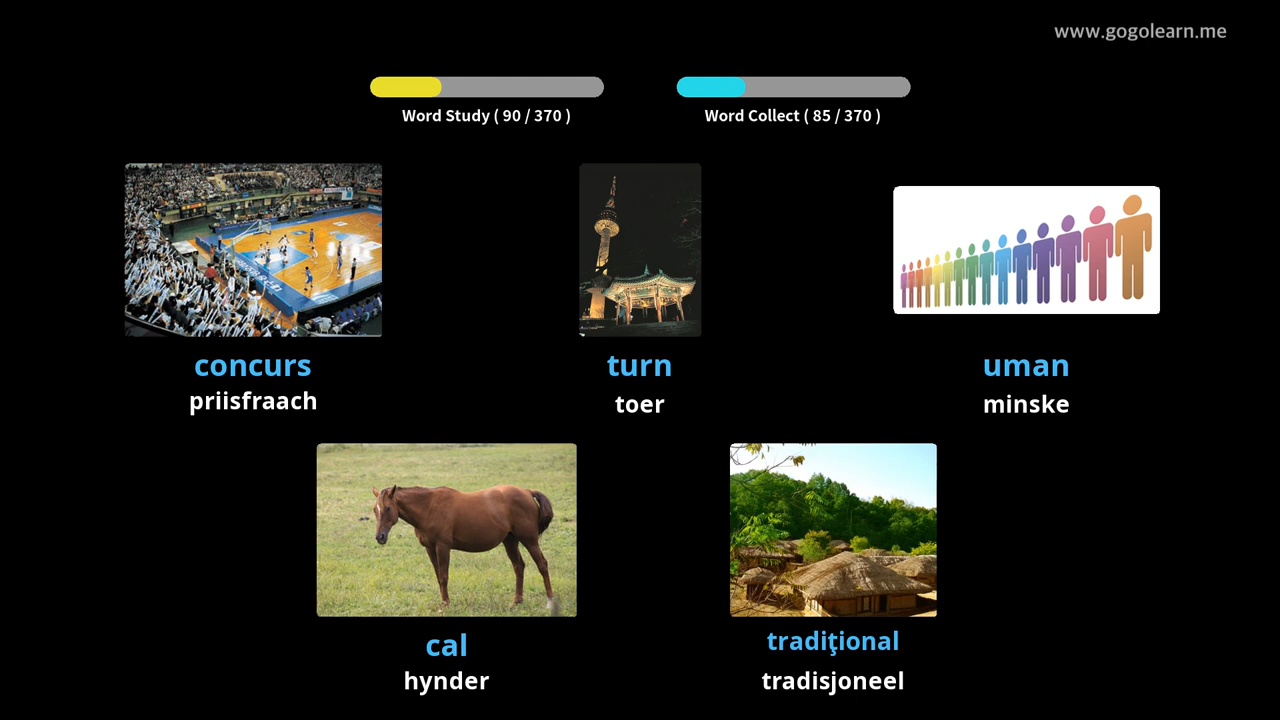 www.gogolearn.me
Word Study ( 90 / 370 )
Word Collect ( 85 / 370 )
concurs
priisfraach
turn
toer
uman
minske
cal
hynder
tradiţional
tradisjoneel